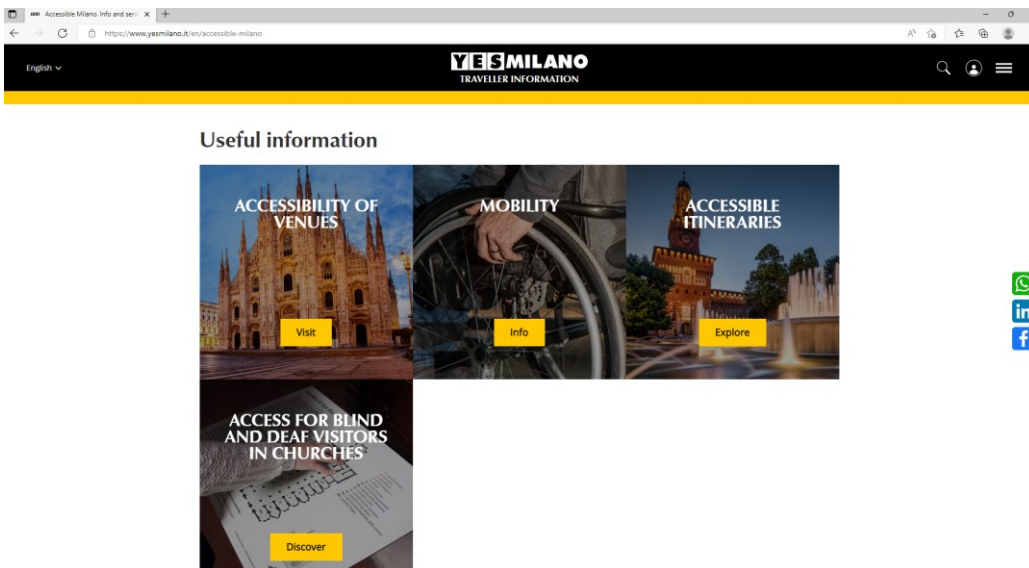 Accessible Milano. Info and serv
https://www.yesmilano.it/en/accessible-milano
English
YESMILANO
TRAVELLER INFORMATION
Useful information
ACCESSIBILITY OF
VENUES
Visit
MOBILITY
Info
ACCESSIBLE
ITINERARIES
Explore
in
f
ACCESS FOR BLIND
AND DEAF VISITORS
IN CHURCHES
Discover